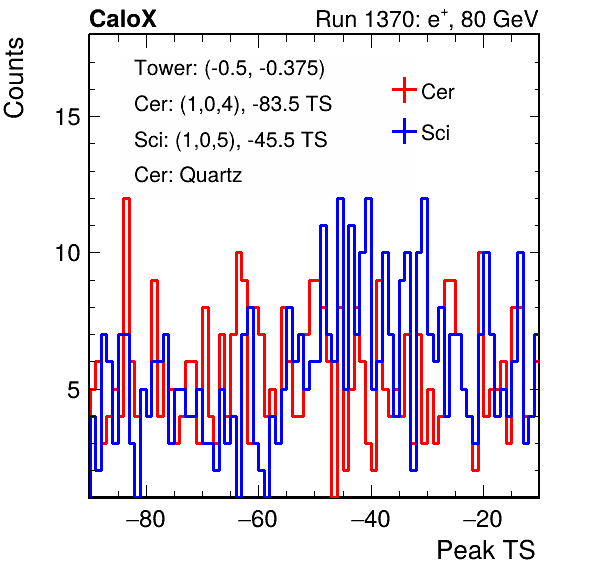 CaloX Run 1370: e⁺, 80 GeV
Counts
Tower: (-0.5, -0.375)
Cer: (1,0,4), -83.5 TS
Sci: (1,0,5), -45.5 TS
Cer: Quartz
Cer
Sci
15
10
5
−80 −60 −40 −20
Peak TS